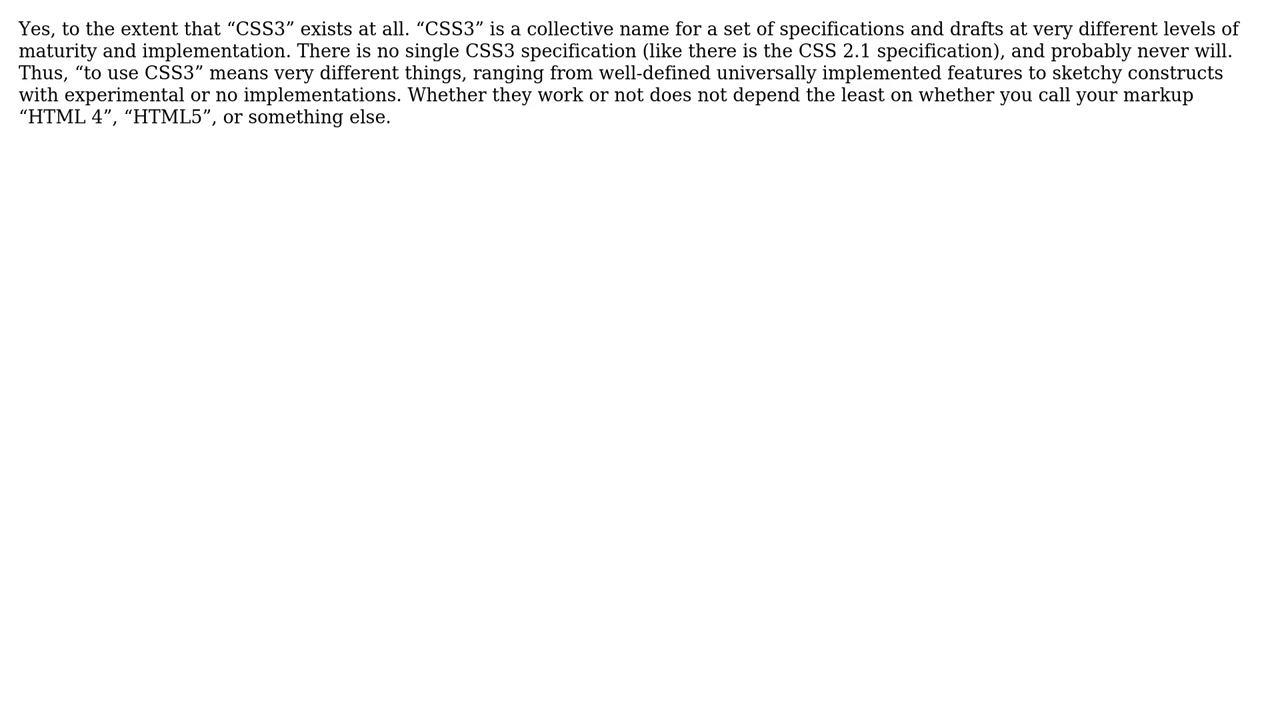 Yes, to the extent that “CSS3” exists at all. “CSS3” is a collective name for a set of specifications and drafts at very different levels of
maturity and implementation. There is no single CSS3 specification (like there is the CSS 2.1 specification), and probably never will.
Thus, “to use CSS3” means very different things, ranging from well-defined universally implemented features to sketchy constructs
with experimental or no implementations. Whether they work or not does not depend the least on whether you call your markup
“HTML 4”, “HTML5”, or something else.